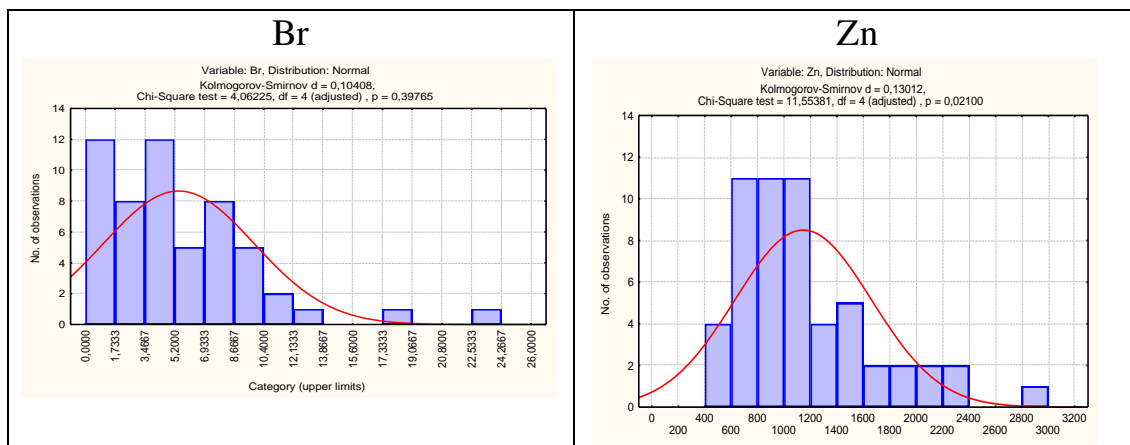 Br
Variable: Br, Distribution: Normal
Kolmogorov-Smirnov d = 0,10408,
Chi-Square test = 4,06225, df = 4 (adjusted) , p = 0,39765
14
12
10
8
6
4
2
0
No. of observations
0,0000
1,7333
3,4667
5,2000
6,9333
8,6667
10,4000
12,1333
13,8667
15,6000
17,3333
19,0667
20,8000
22,5333
24,2667
26,0000
Category (upper limits)
Zn
Variable: Zn, Distribution: Normal
Kolmogorov-Smirnov d = 0,13012,
Chi-Square test = 11,55381, df = 4 (adjusted) , p = 0,02100
14
12
10
8
6
4
2
0
No. of observations
0 400 800 1200 1600 2000 2400 2800 3200
200 600 1000 1400 1800 2200 2600 3000